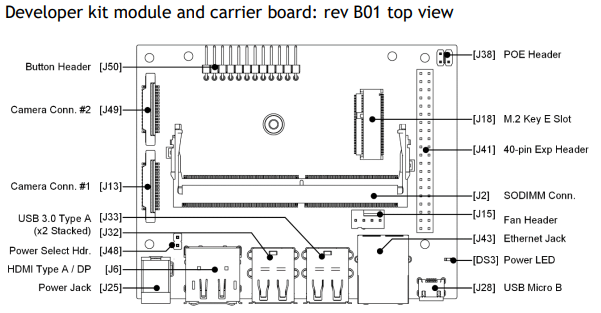 Developer kit module and carrier board: rev B01 top view
Button Header [J50]
Camera Conn. #2 [J49]
Camera Conn. #1 [J13]
USB 3.0 Type A [J33]
(x2 Stacked) [J32]
Power Select Hdr. [J48]
HDMI Type A / DP [J6]
Power Jack [J25]
[J38] POE Header
[J18] M.2 Key E Slot
[J41] 40-pin Exp Header
[J2] SODIMM Conn.
[J15] Fan Header
[J43] Ethernet Jack
[DS3] Power LED
[J28] USB Micro B